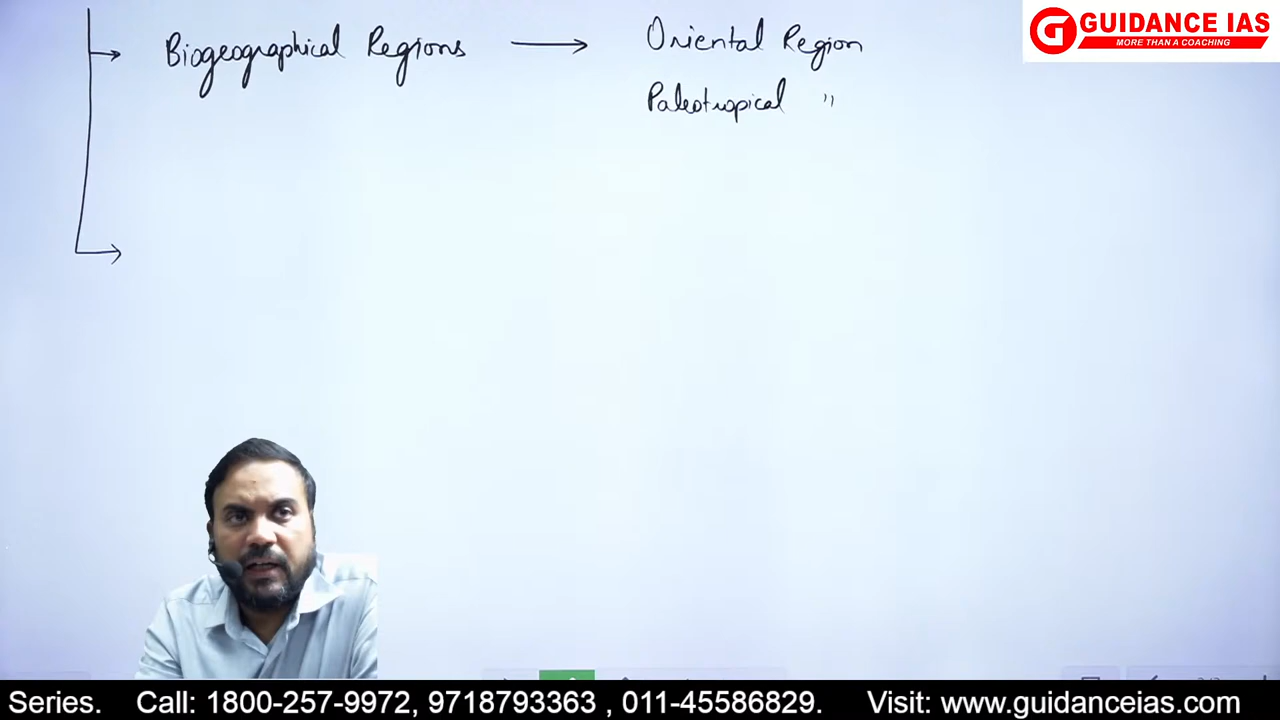 Biogeographical Regions → Oriental Region
Paleotropical "
GUIDANCE IAS
MORE THAN A COACHING
Series. Call: 1800-257-9972, 9718793363 , 011-45586829. Visit: www.guidanceias.com